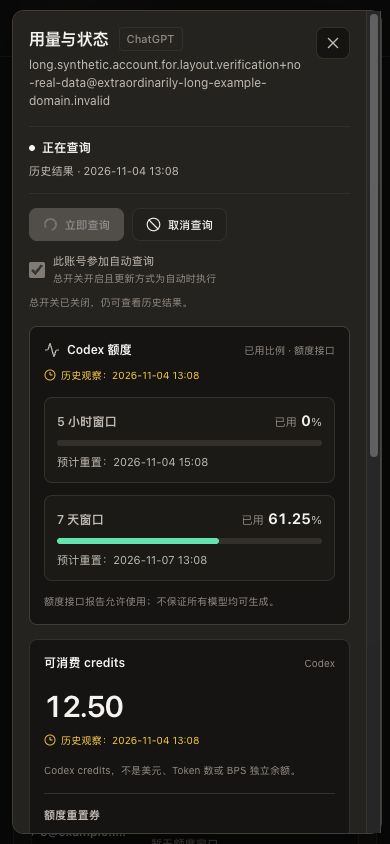 用量与状态 ChatGPT
long.synthetic.account.for.layout.verification+no
-real-data@extraordinarily-long-example-
domain.invalid
正在查询
历史结果 · 2026-11-04 13:08
立即查询 取消查询
此账号参加自动查询
总开关开启且更新方式为自动时执行
总开关已关闭，仍可查看历史结果。
Codex 额度 已用比例 · 额度接口
历史观察：2026-11-04 13:08
5 小时窗口 已用 0%
预计重置：2026-11-04 15:08
7 天窗口 已用 61.25%
预计重置：2026-11-07 13:08
额度接口报告允许使用；不保证所有模型均可生成。
可消费 credits Codex
12.50
历史观察：2026-11-04 13:08
Codex credits，不是美元、Token 数或 BPS 独立余额。
额度重置券
暂无额度窗口